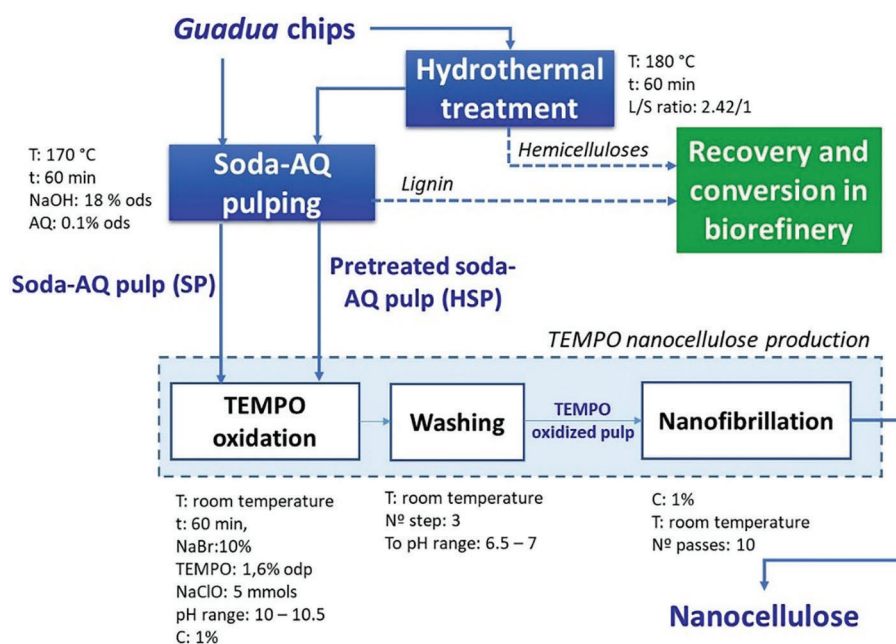 Guadua chips
Hydrothermal
treatment
T: 180 °C
t: 60 min
L/S ratio: 2.42/1
T: 170 °C
t: 60 min
NaOH: 18 % ods
AQ: 0.1% ods
Soda-AQ
pulping
Hemicelluloses
Lignin
Recovery and
conversion in
biorefinery
Soda-AQ pulp (SP)
Pretreated soda-
AQ pulp (HSP)
TEMPO nanocellulose production
TEMPO
oxidation
Washing
TEMPO
oxidized pulp
Nanofibrillation
T: room temperature
t: 60 min,
NaBr:10%
TEMPO: 1,6% odp
NaClO: 5 mmols
pH range: 10 – 10.5
C: 1%
T: room temperature
Nº step: 3
To pH range: 6.5 – 7
C: 1%
T: room temperature
Nº passes: 10
Nanocellulose